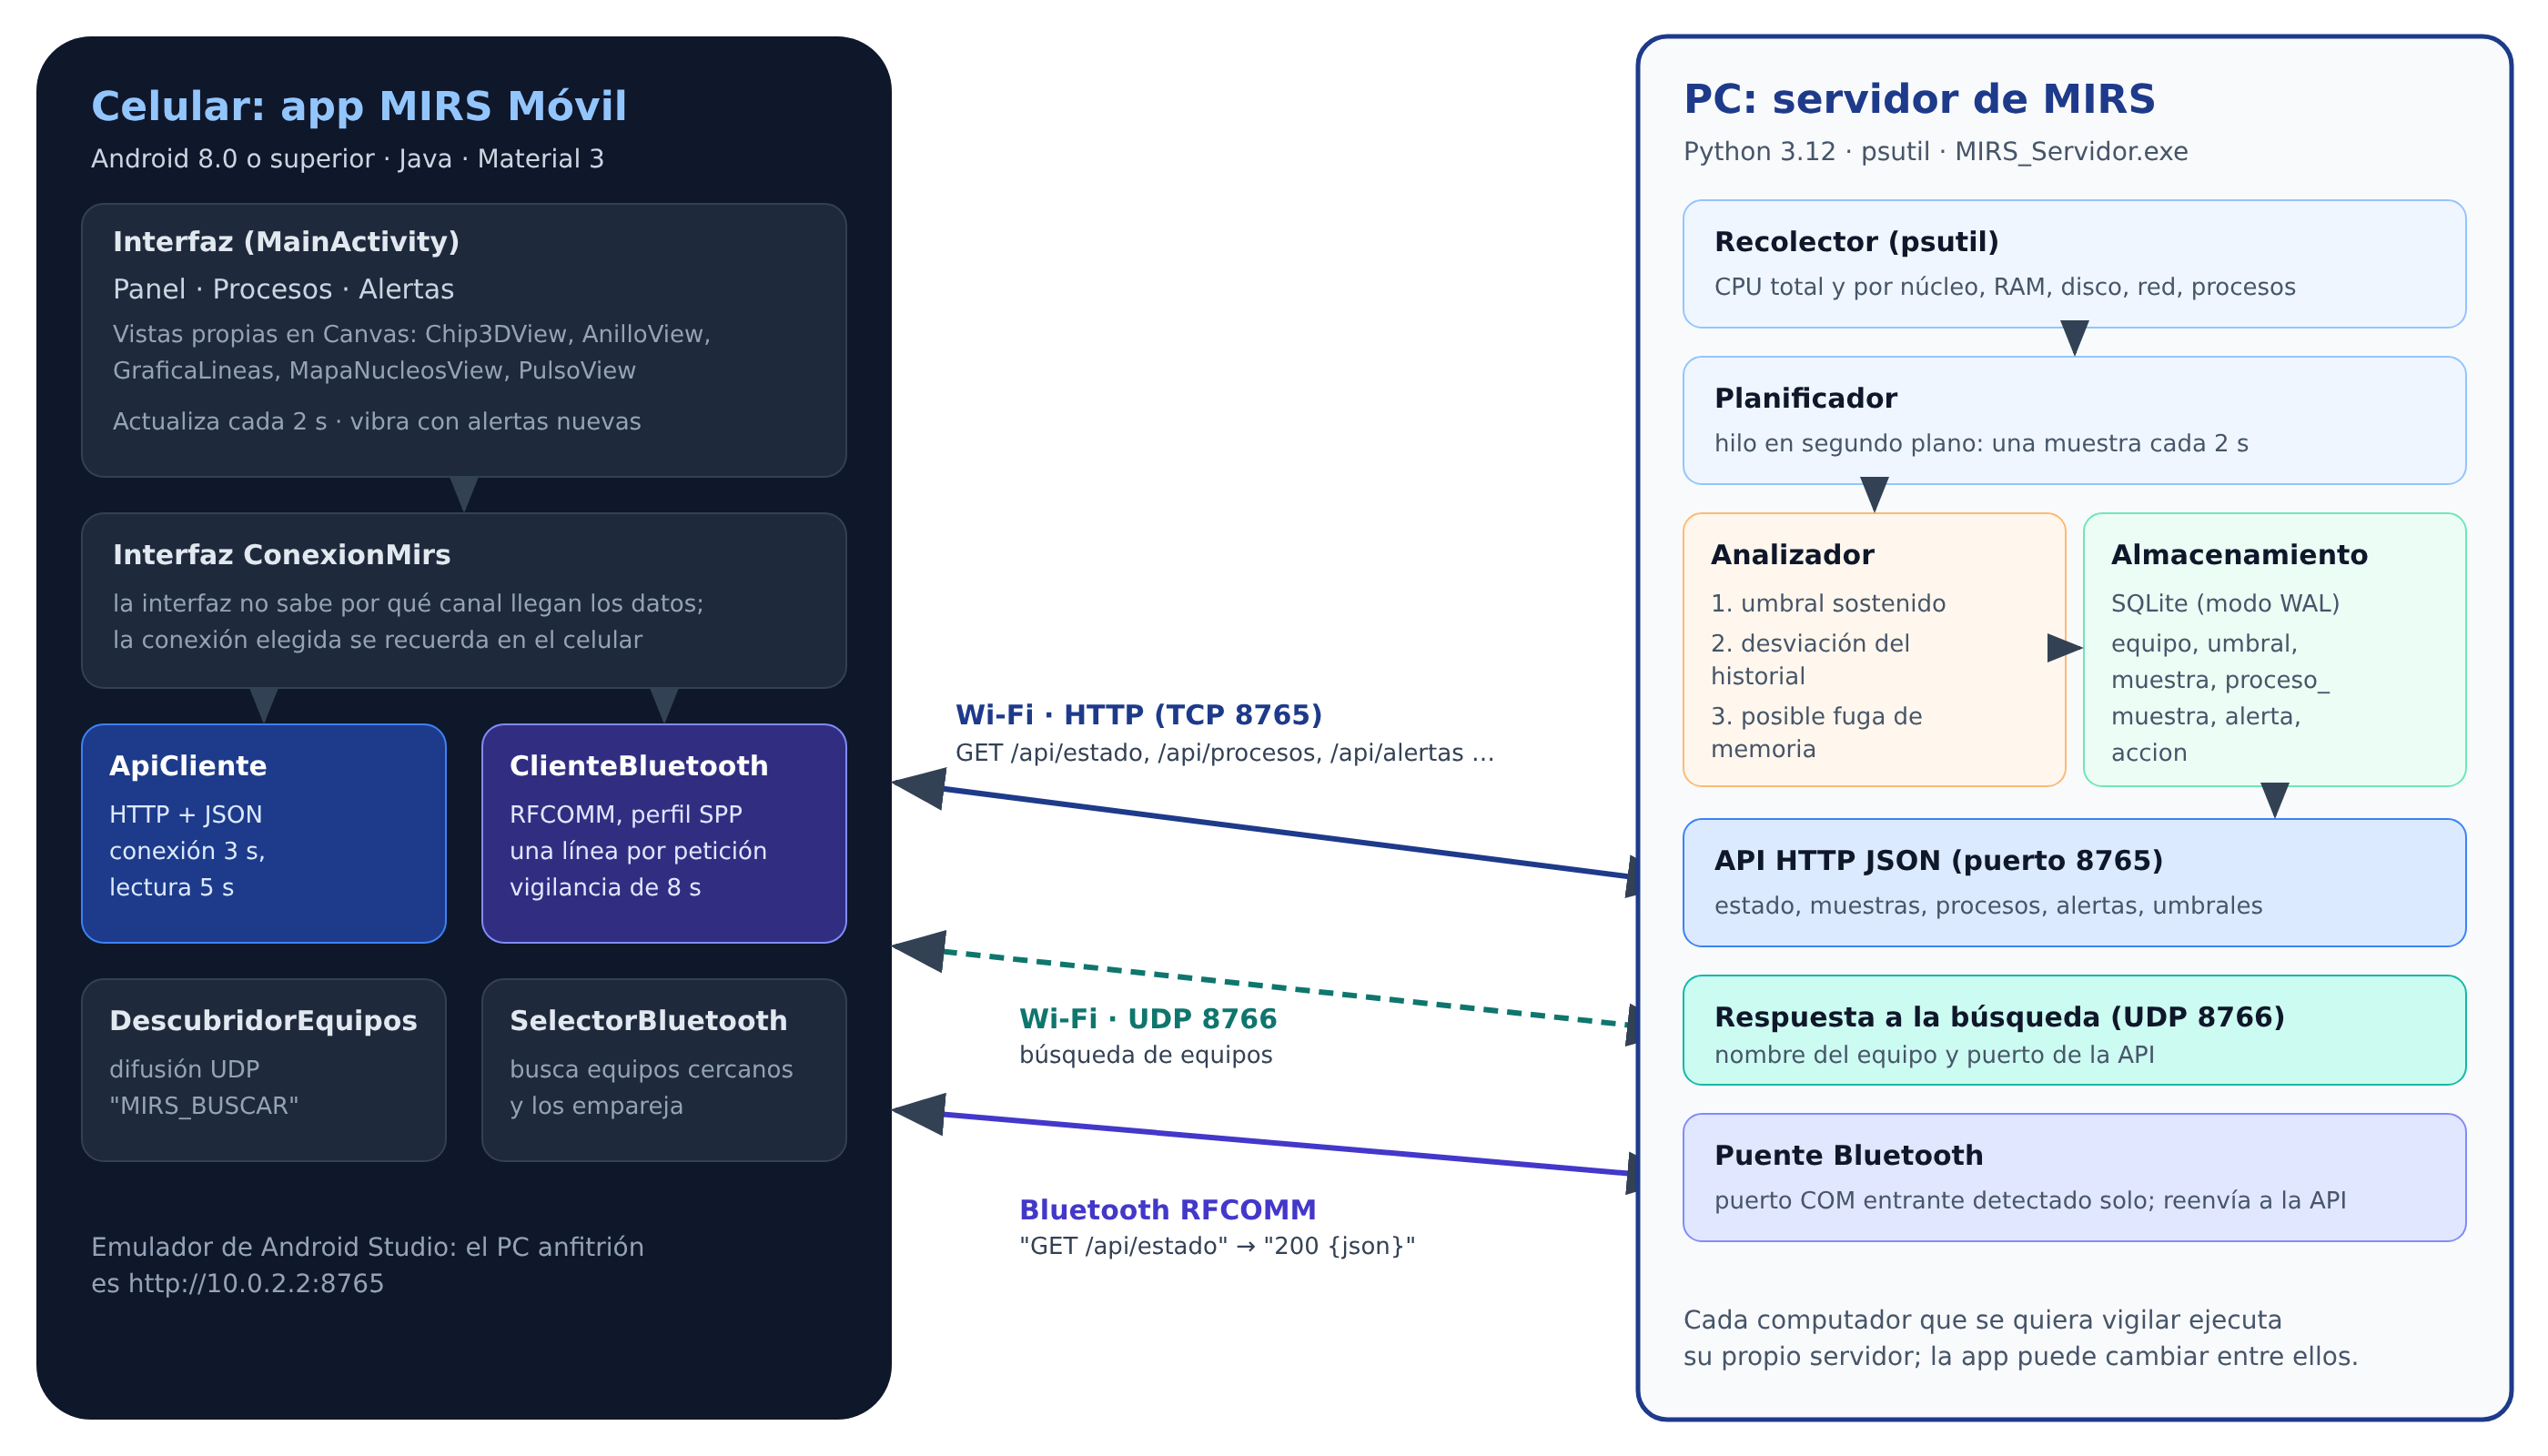 Celular: app MIRS Móvil
Android 8.0 o superior · Java · Material 3
Interfaz (MainActivity)
Panel · Procesos · Alertas
Vistas propias en Canvas: Chip3DView, AnilloView,
GraficaLineas, MapaNucleosView, PulsoView
Actualiza cada 2 s · vibra con alertas nuevas
Interfaz ConexionMirs
la interfaz no sabe por qué canal llegan los datos;
la conexión elegida se recuerda en el celular
ApiCliente
HTTP + JSON
conexión 3 s,
lectura 5 s
ClienteBluetooth
RFCOMM, perfil SPP
una línea por petición
vigilancia de 8 s
DescubridorEquipos
difusión UDP
"MIRS_BUSCAR"
SelectorBluetooth
busca equipos cercanos
y los empareja
Emulador de Android Studio: el PC anfitrión
es http://10.0.2.2:8765
Wi-Fi · HTTP (TCP 8765)
GET /api/estado, /api/procesos, /api/alertas ...
Wi-Fi · UDP 8766
búsqueda de equipos
Bluetooth RFCOMM
"GET /api/estado" → "200 {json}"
PC: servidor de MIRS
Python 3.12 · psutil · MIRS_Servidor.exe
Recolector (psutil)
CPU total y por núcleo, RAM, disco, red, procesos
Planificador
hilo en segundo plano: una muestra cada 2 s
Analizador
1. umbral sostenido
2. desviación del
historial
3. posible fuga de
memoria
Almacenamiento
SQLite (modo WAL)
equipo, umbral,
muestra, proceso_
muestra, alerta,
accion
API HTTP JSON (puerto 8765)
estado, muestras, procesos, alertas, umbrales
Respuesta a la búsqueda (UDP 8766)
nombre del equipo y puerto de la API
Puente Bluetooth
puerto COM entrante detectado solo; reenvía a la API
Cada computador que se quiera vigilar ejecuta
su propio servidor; la app puede cambiar entre ellos.